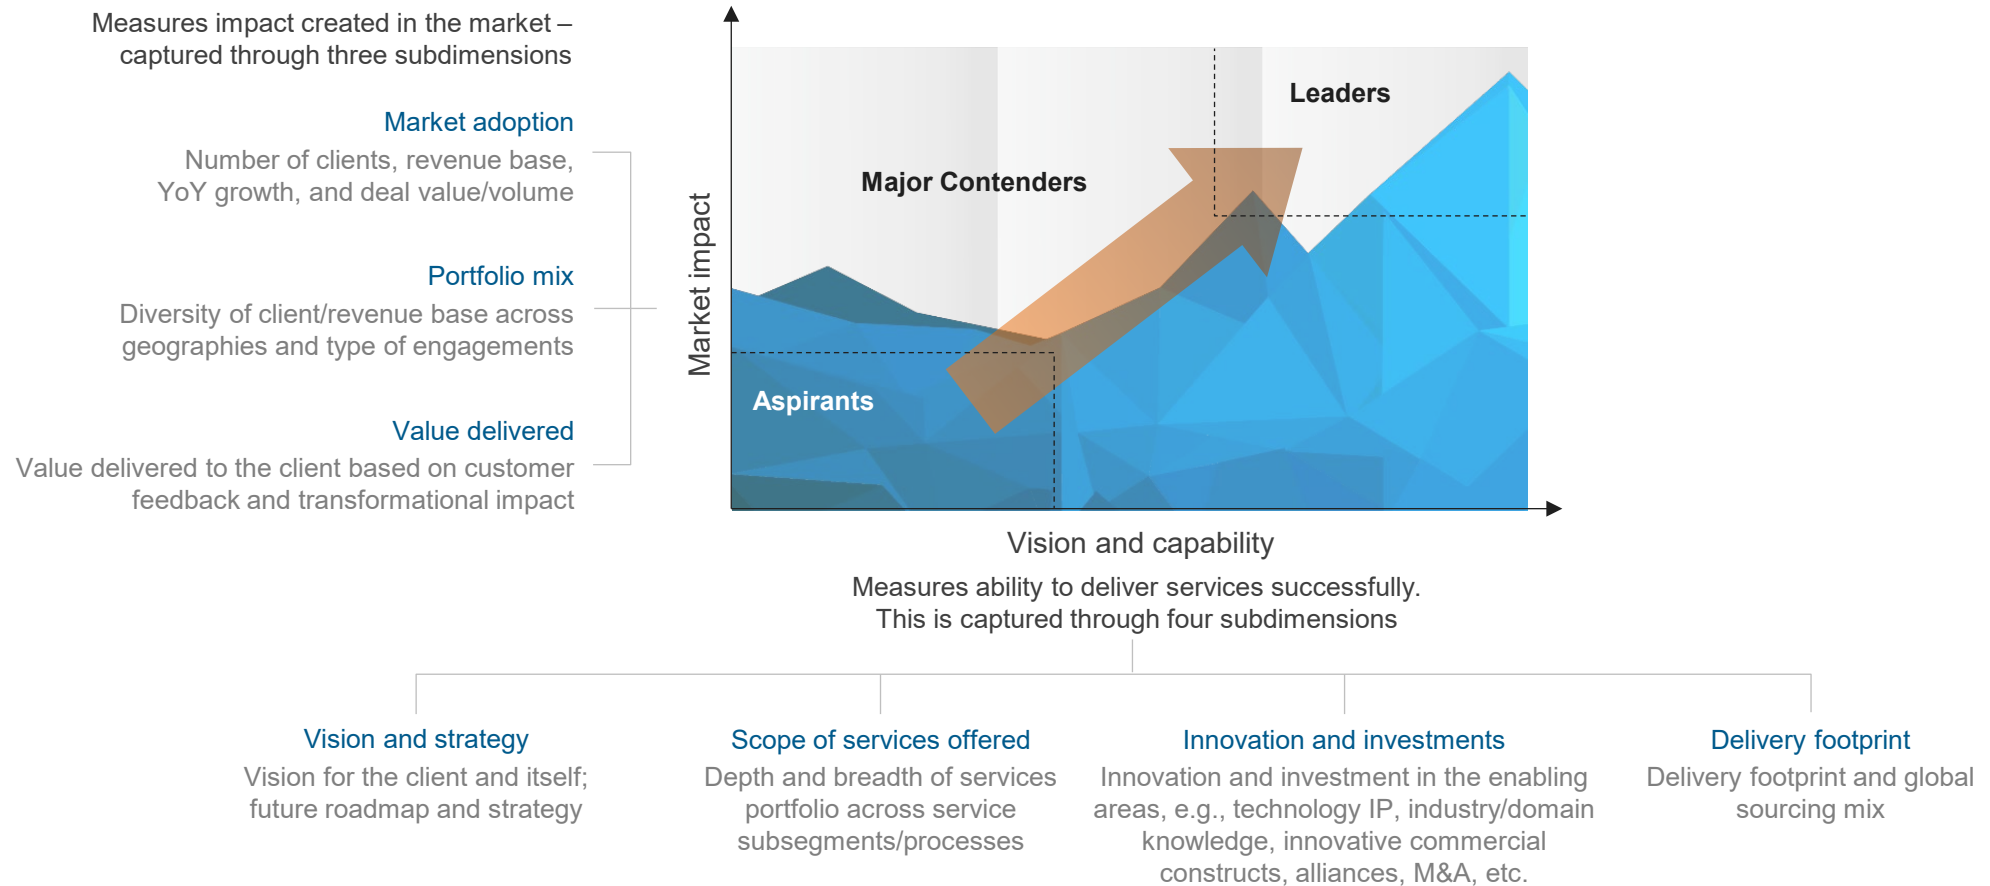 Measures impact created in the market –
captured through three subdimensions
Market adoption
Number of clients, revenue base,
YoY growth, and deal value/volume
Portfolio mix
Diversity of client/revenue base across
geographies and type of engagements
Value delivered
Value delivered to the client based on customer
feedback and transformational impact
Market impact
Leaders
Major Contenders
Aspirants
Vision and capability
Measures ability to deliver services successfully.
This is captured through four subdimensions
Vision and strategy
Vision for the client and itself;
future roadmap and strategy
Scope of services offered
Depth and breadth of services
portfolio across service
subsegments/processes
Innovation and investments
Innovation and investment in the enabling
areas, e.g., technology IP, industry/domain
knowledge, innovative commercial
constructs, alliances, M&A, etc.
Delivery footprint
Delivery footprint and global
sourcing mix